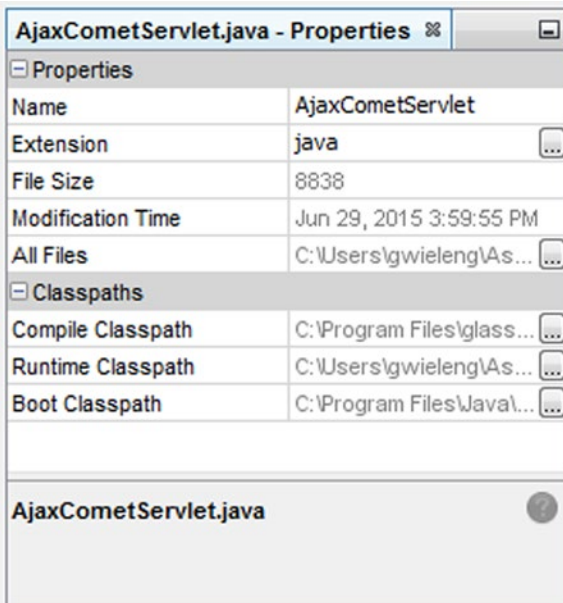 AjaxCometServlet.java - Properties
Properties
Name AjaxCometServlet
Extension java ...
File Size 8838
Modification Time Jun 29, 2015 3:59:55 PM
All Files C:\Users\gwieleng\As... ...
Classpaths
Compile Classpath C:\Program Files\glass... ...
Runtime Classpath C:\Users\gwieleng\As... ...
Boot Classpath C:\Program Files\Java\... ...
AjaxCometServlet.java ?